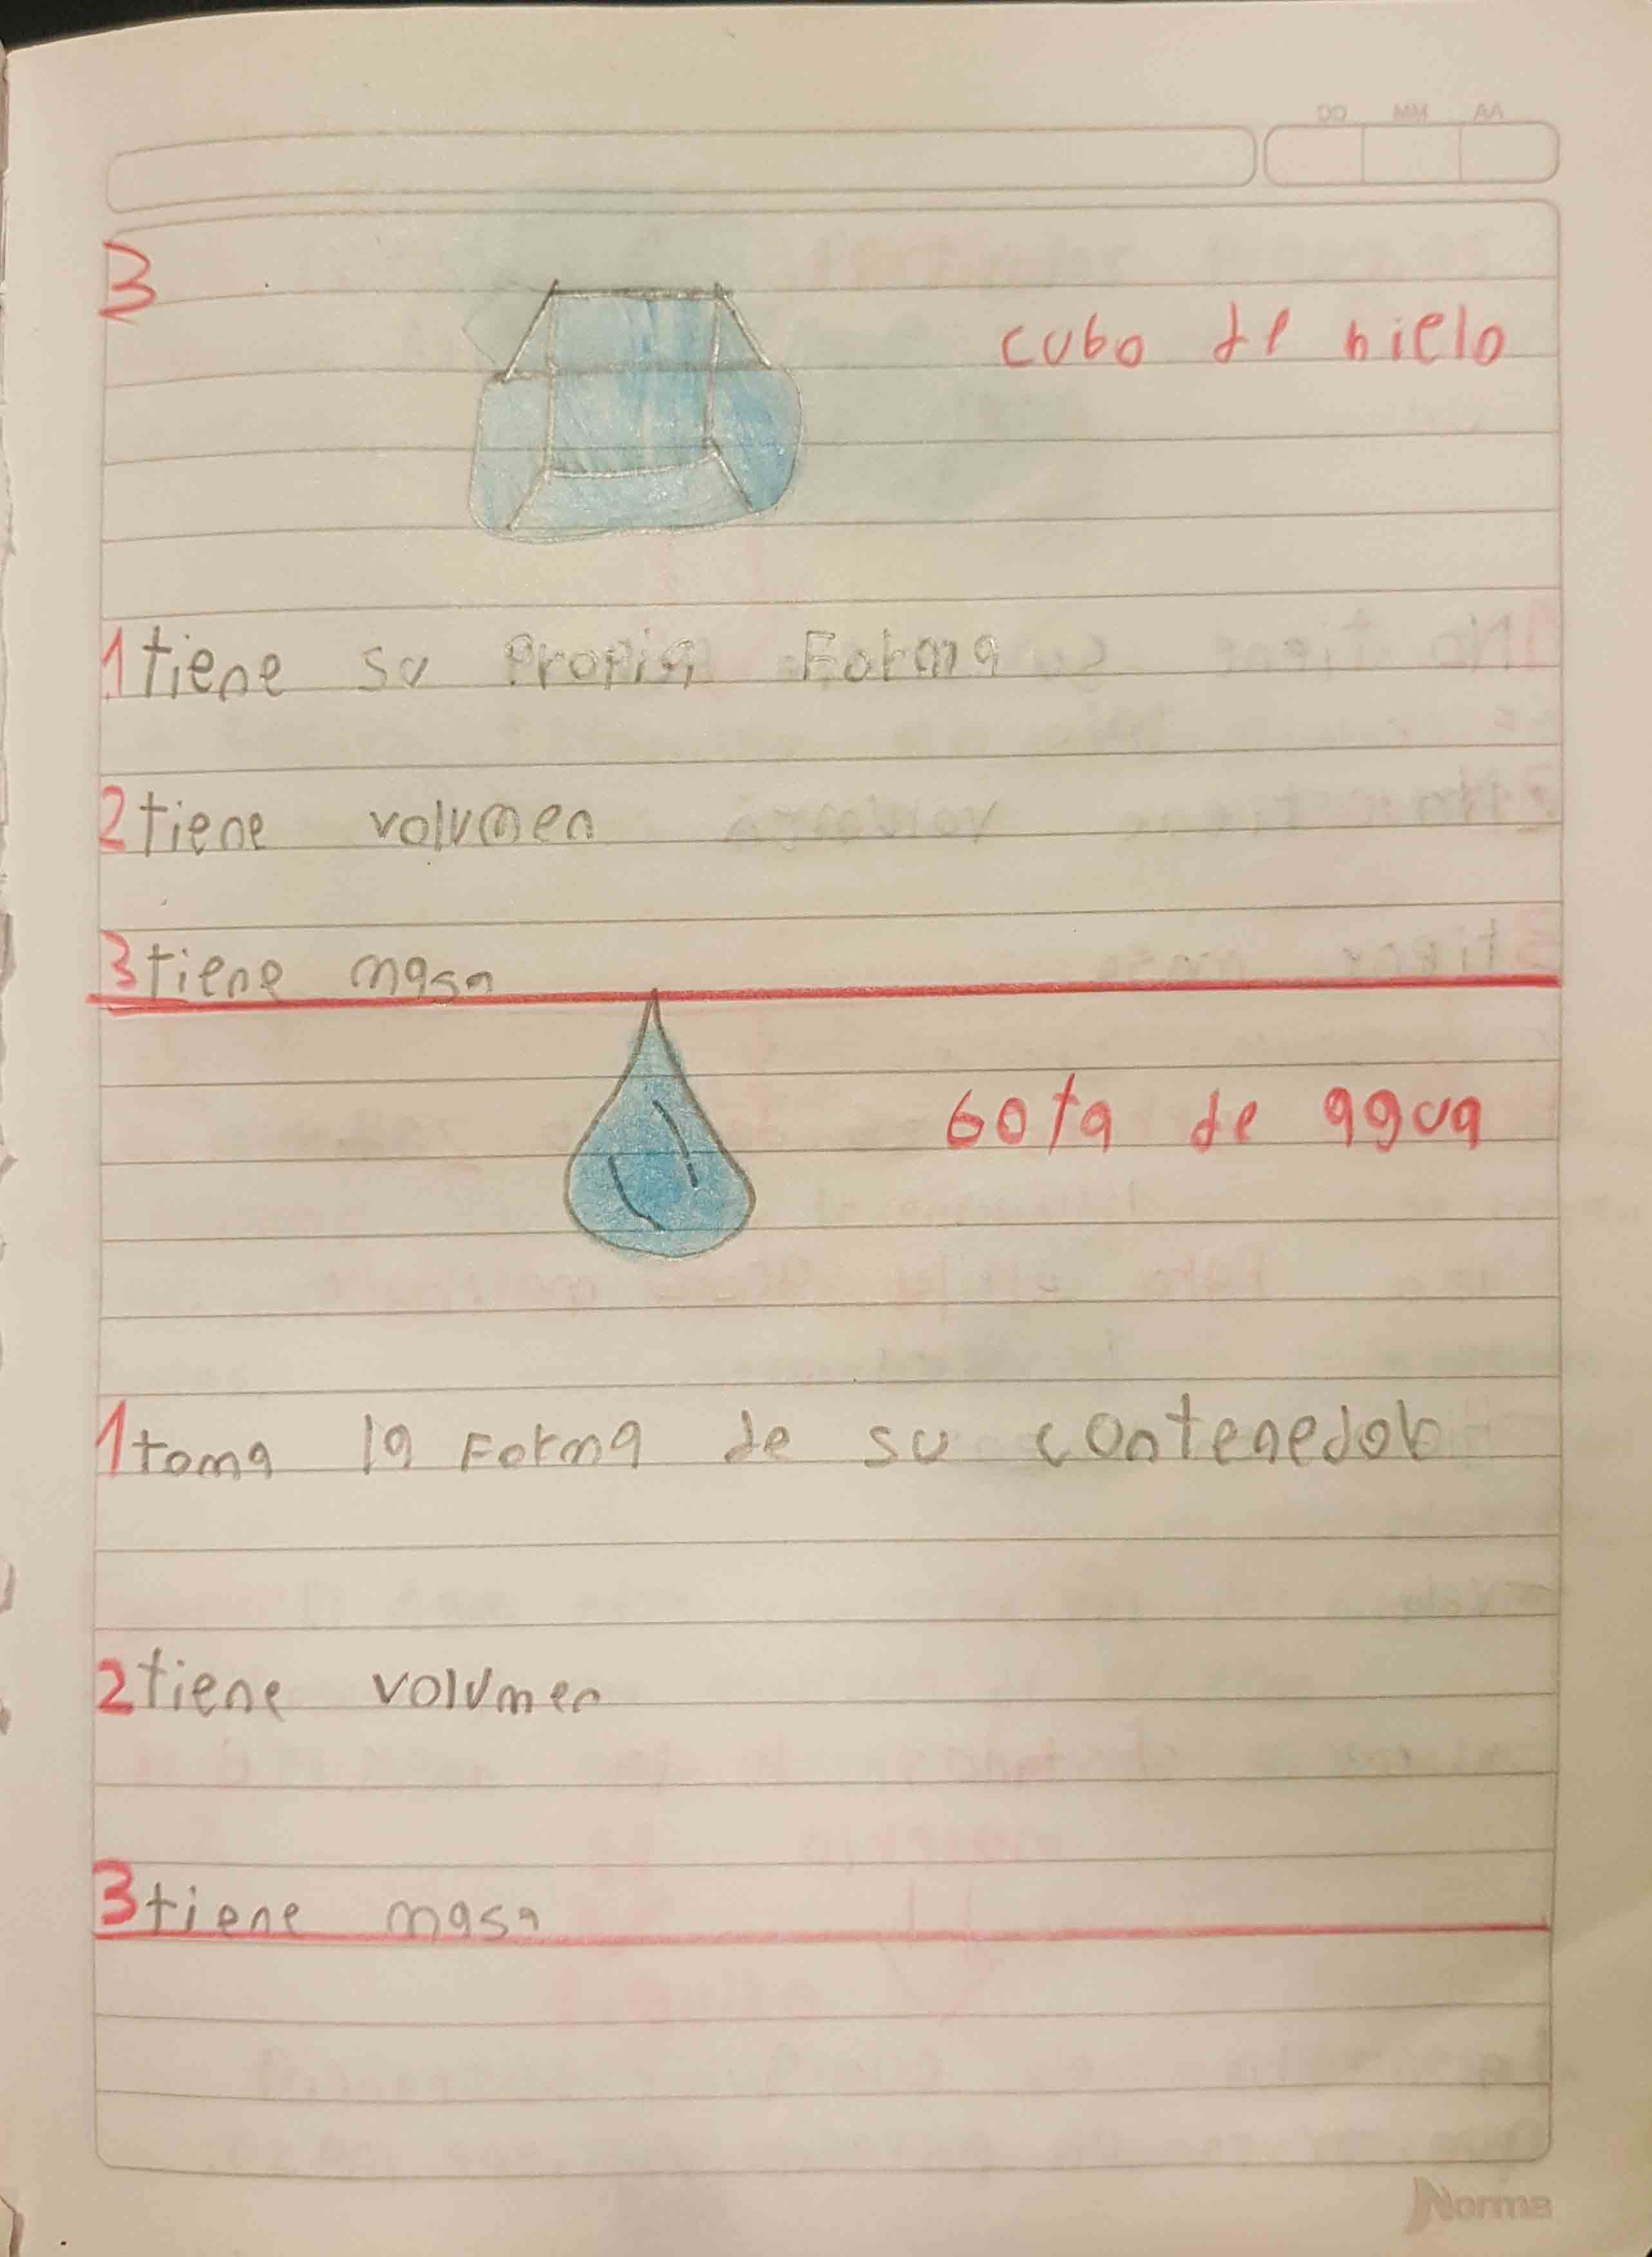 DD MM AA
3
cubo de hielo
1 tiene su Propia Forma
2 tiene volumen
3 tiene masa
Gota de agua
1 toma la Forma de su contenedor
2 tiene volumen
3 tiene masa
Norma